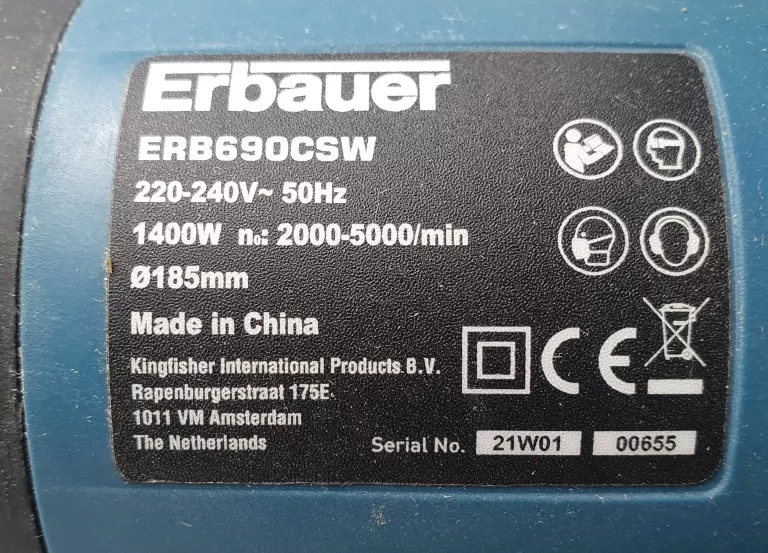 Erbauer
ERB690CSW
220-240V~ 50Hz
1400W n₀: 2000-5000/min
Ø185mm
Made in China
Kingfisher International Products B.V.
Rapenburgerstraat 175E
1011 VM Amsterdam
The Netherlands
CE
Serial No. 21W01 00655